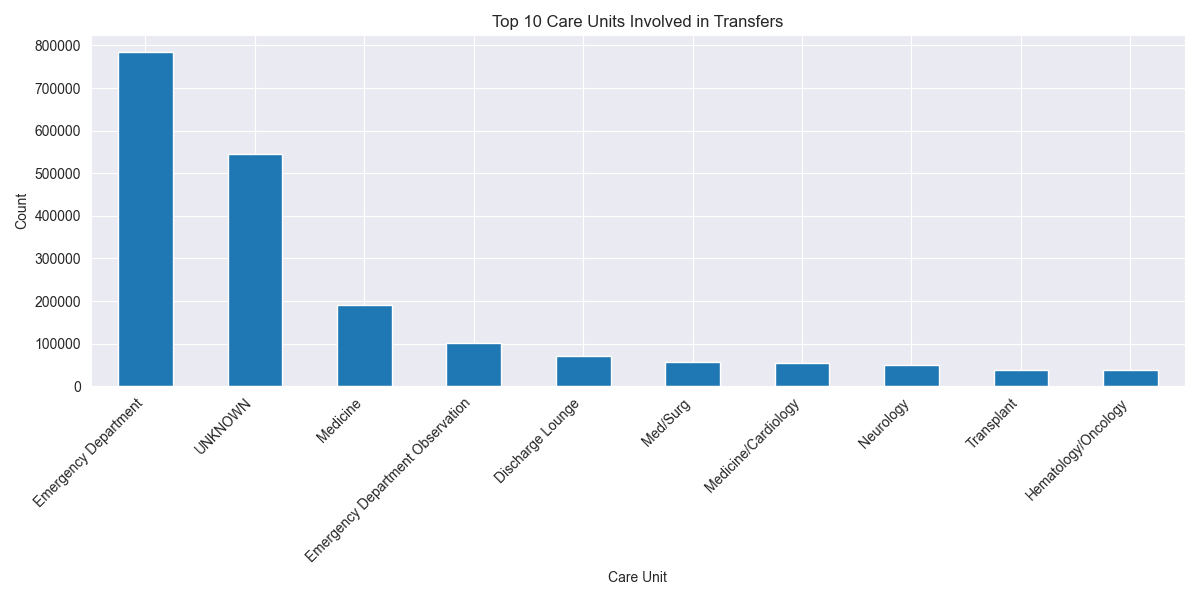 Top 10 Care Units Involved in Transfers
Count
800000
700000
600000
500000
400000
300000
200000
100000
0
Emergency Department
UNKNOWN
Medicine
Emergency Department Observation
Discharge Lounge
Med/Surg
Medicine/Cardiology
Neurology
Transplant
Hematology/Oncology
Care Unit